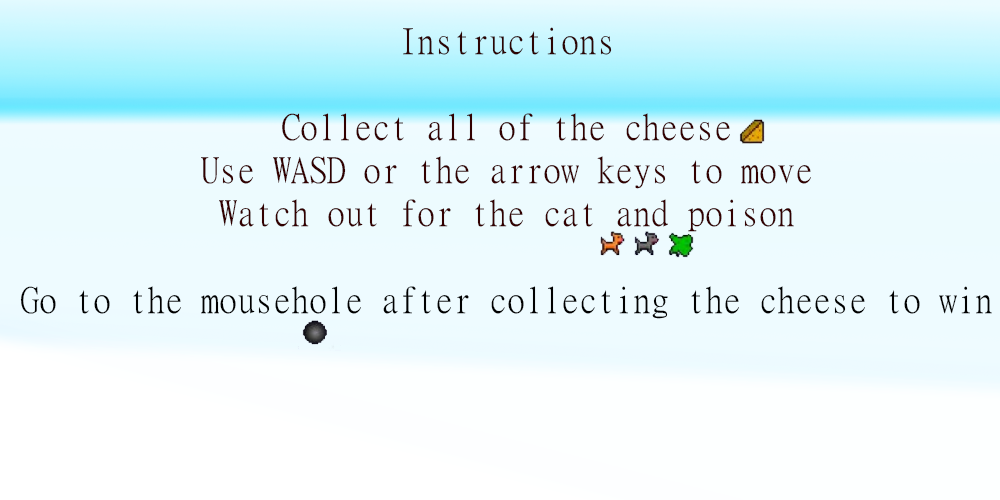 Instructions
Collect all of the cheese
Use WASD or the arrow keys to move
Watch out for the cat and poison
Go to the mousehole after collecting the cheese to win